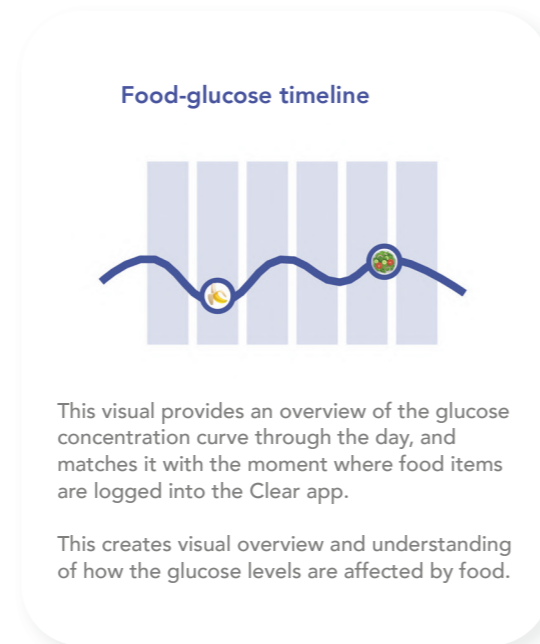 Food-glucose timeline
This visual provides an overview of the glucose
concentration curve through the day, and
matches it with the moment where food items
are logged into the Clear app.
This creates visual overview and understanding
of how the glucose levels are affected by food.